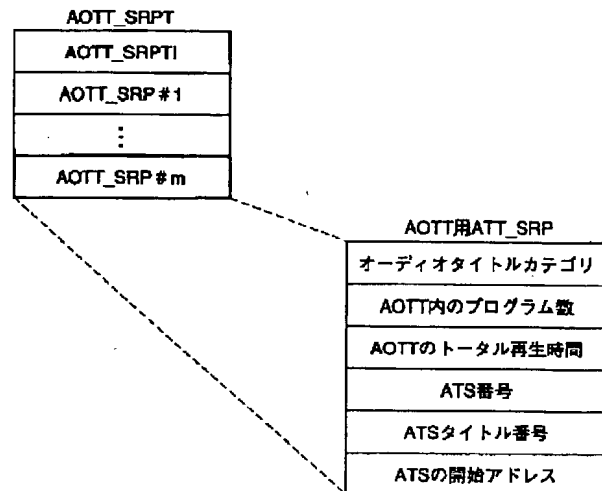 AOTT_SRPT
AOTT_SRPTI
AOTT_SRP#1
⋮
AOTT_SRP#m
AOTT用ATT_SRP
オーディオタイトルカテゴリ
AOTT内のプログラム数
AOTTのトータル再生時間
ATS番号
ATSタイトル番号
ATSの開始アドレス